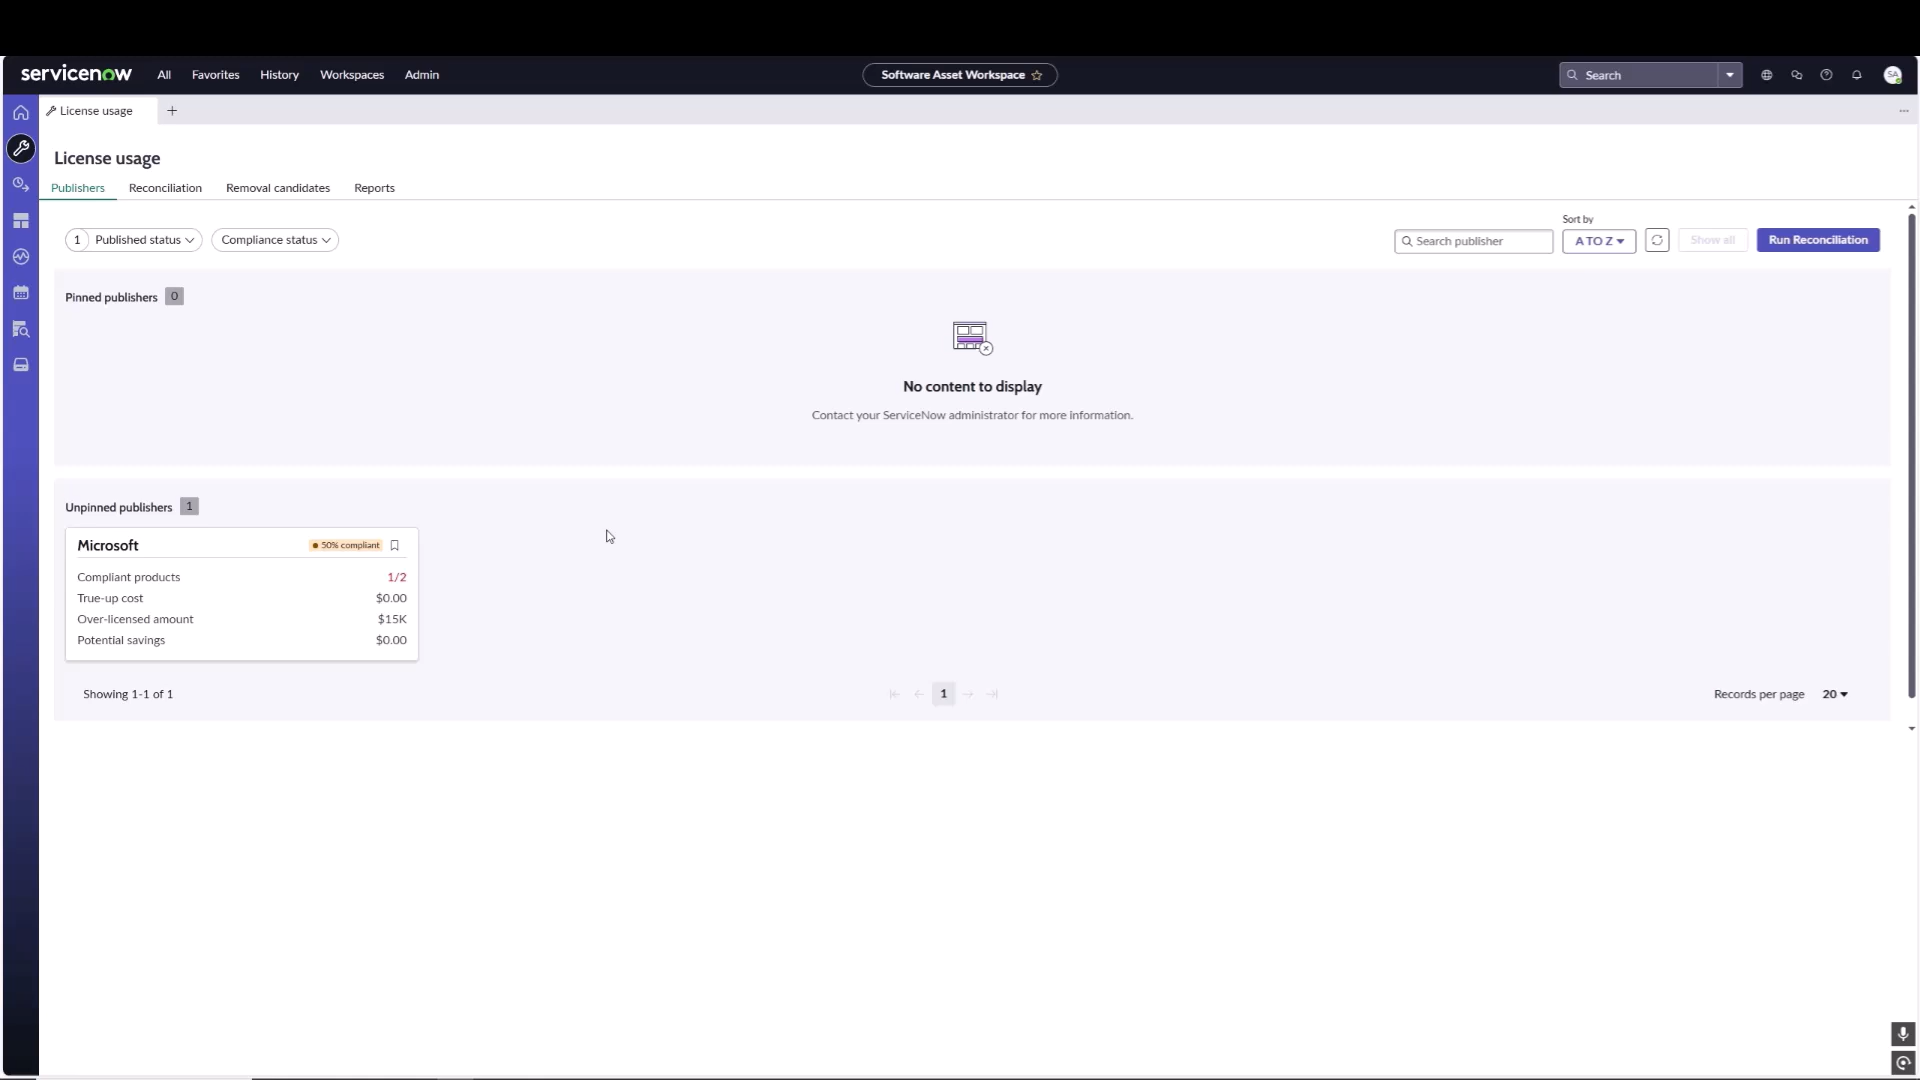 servicenow All Favorites History Workspaces Admin Software Asset Workspace Search SA
License usage
License usage
Publishers Reconciliation Removal candidates Reports
Sort by
1 Published status Compliance status Search publisher A TO Z Show all Run Reconciliation
Pinned publishers 0
No content to display
Contact your ServiceNow administrator for more information.
Unpinned publishers 1
Microsoft 50% compliant
Compliant products 1/2
True-up cost $0.00
Over-licensed amount $15K
Potential savings $0.00
Showing 1-1 of 1 1 Records per page 20